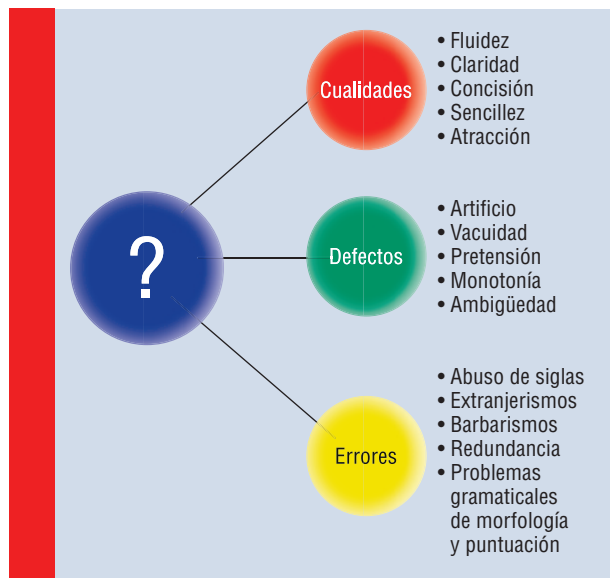 Cualidades
• Fluidez
• Claridad
• Concisión
• Sencillez
• Atracción
?
Defectos
• Artificio
• Vacuidad
• Pretensión
• Monotonía
• Ambigüedad
Errores
• Abuso de siglas
• Extranjerismos
• Barbarismos
• Redundancia
• Problemas
gramaticales
de morfología
y puntuación